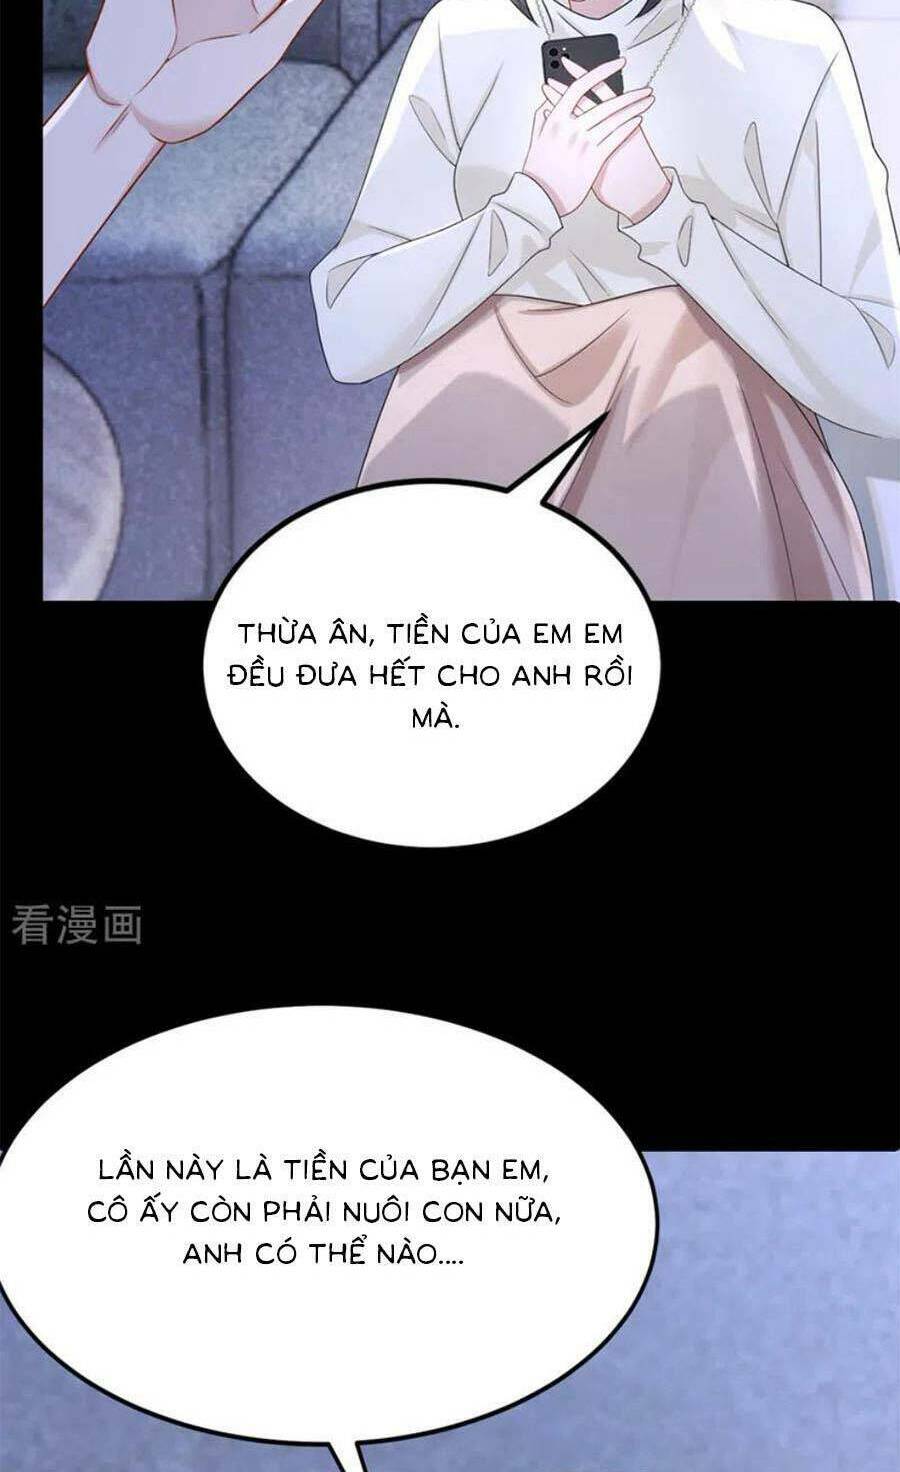 THỪA ÂN, TIỀN CỦA EM EM
ĐỀU ĐƯA HẾT CHO ANH RỒI
MÀ.
看漫画
LẦN NÀY LÀ TIỀN CỦA BẠN EM,
CÔ ẤY CÒN PHẢI NUÔI CON NỮA,
ANH CÓ THỂ NÀO....